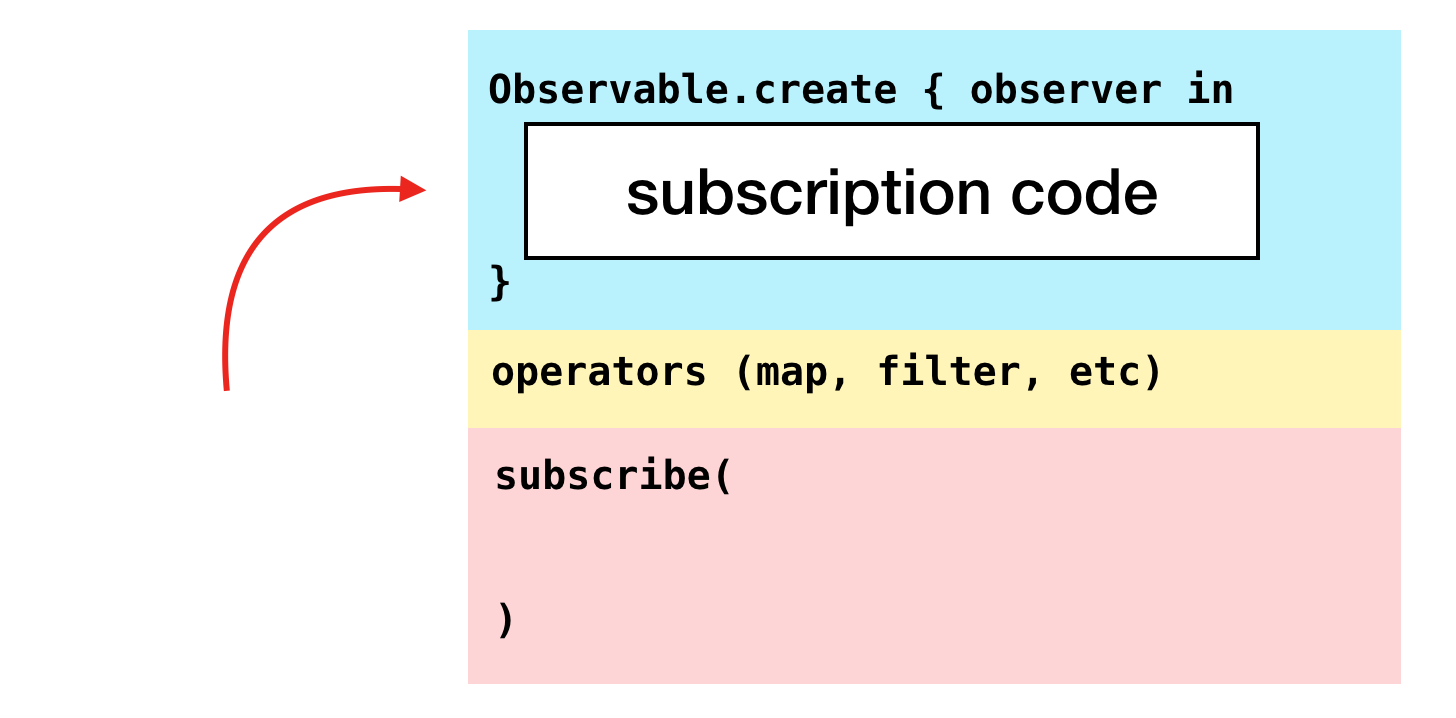 Observable.create { observer in
subscription code
}
operators (map, filter, etc)
subscribe(
)